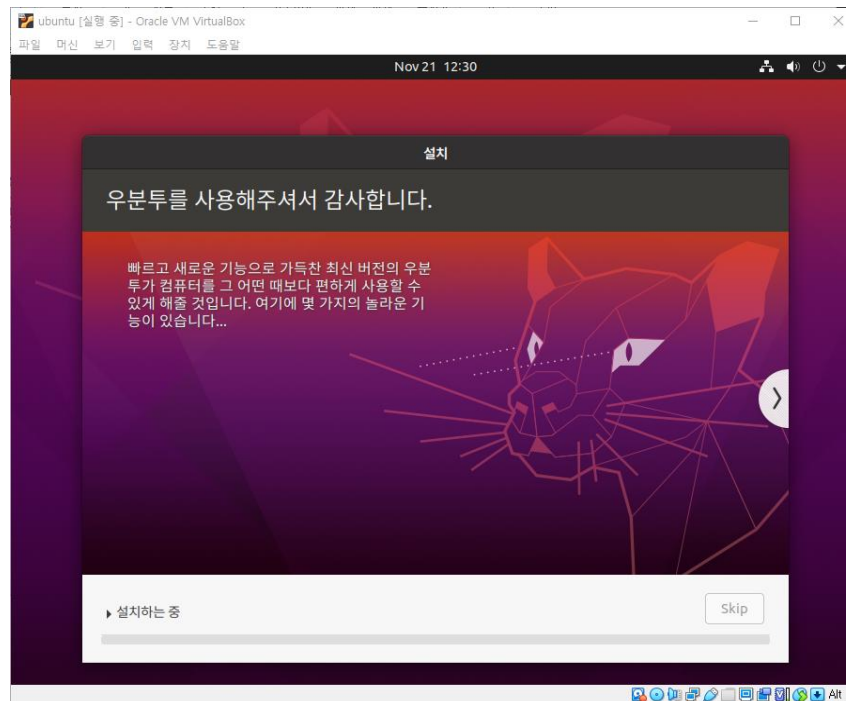 ubuntu [실행 중] - Oracle VM VirtualBox
파일 머신 보기 입력 장치 도움말
Nov 21 12:30
설치
우분투를 사용해주셔서 감사합니다.
빠르고 새로운 기능으로 가득찬 최신 버전의 우분
투가 컴퓨터를 그 어떤 때보다 편하게 사용할 수
있게 해줄 것입니다. 여기에 몇 가지의 놀라운 기
능이 있습니다...
설치하는 중
Skip
Alt